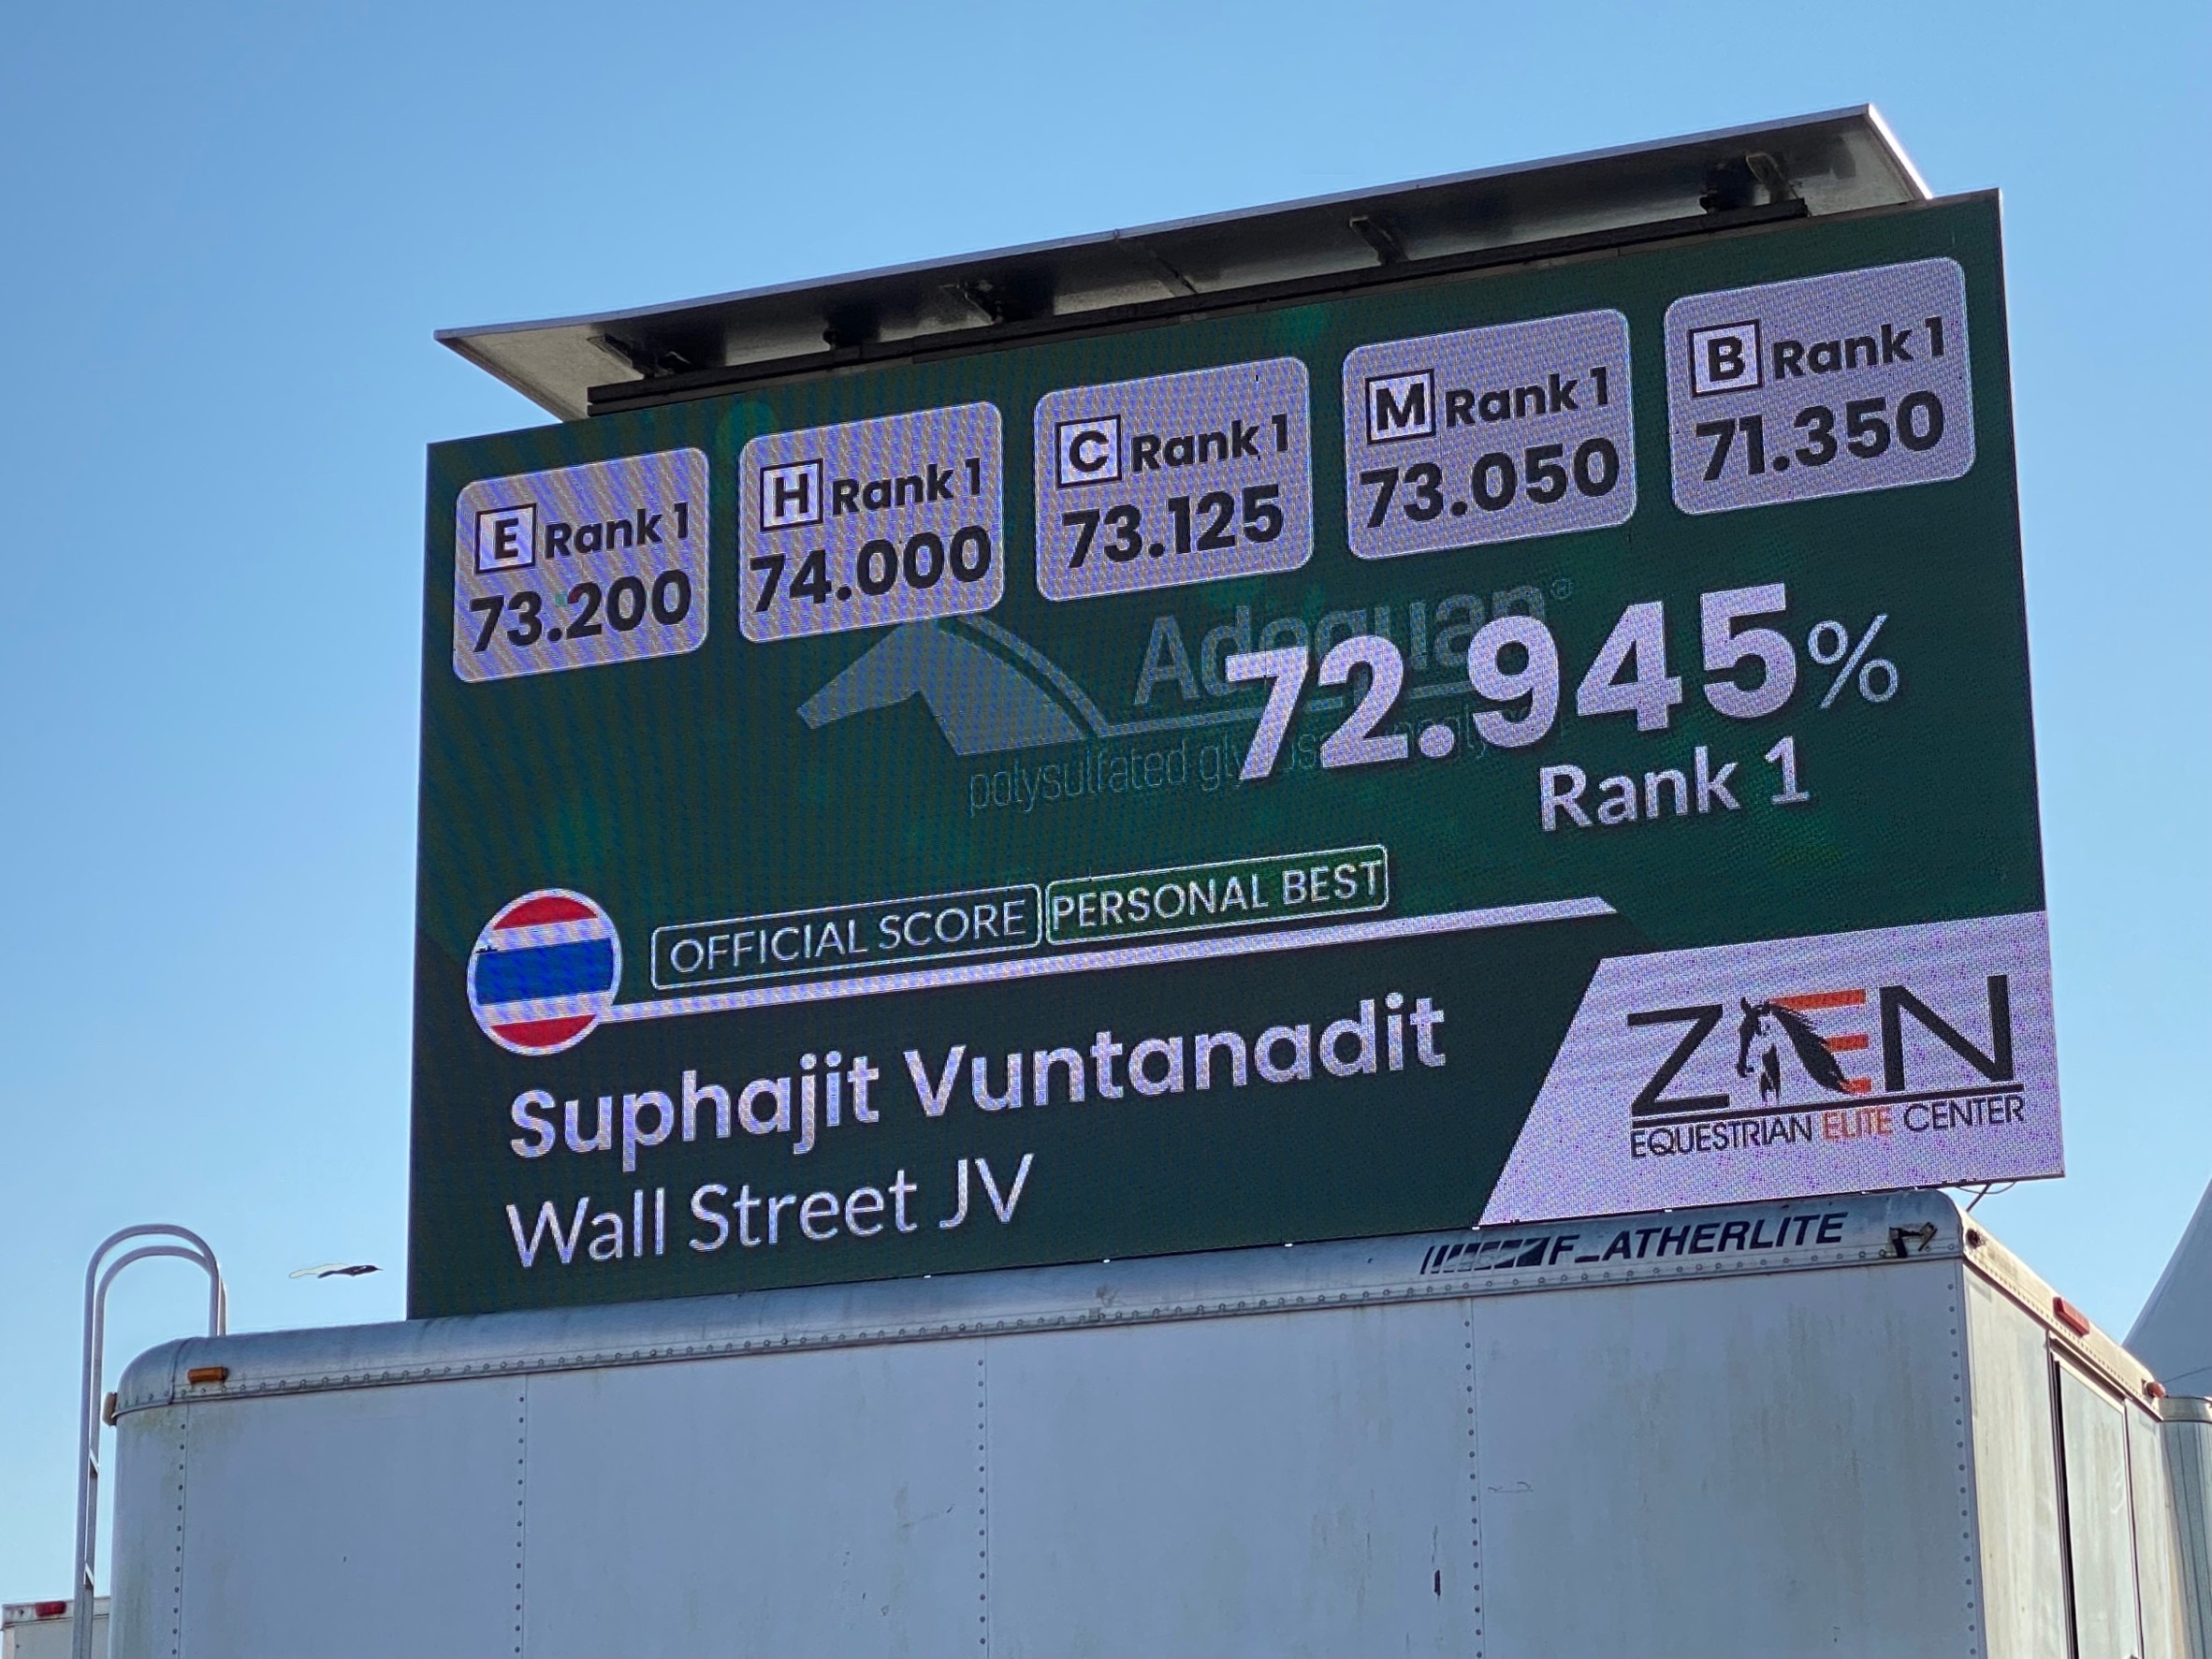 E Rank 1
73.200
H Rank 1
74.000
C Rank 1
73.125
M Rank 1
73.050
B Rank 1
71.350
Adequan®
72.945%
polysulfated
Rank 1
OFFICIAL SCORE
PERSONAL BEST
Suphajit Vuntanadit
Wall Street JV
ZEN
EQUESTRIAN ELITE CENTER
F_ATHERLITE